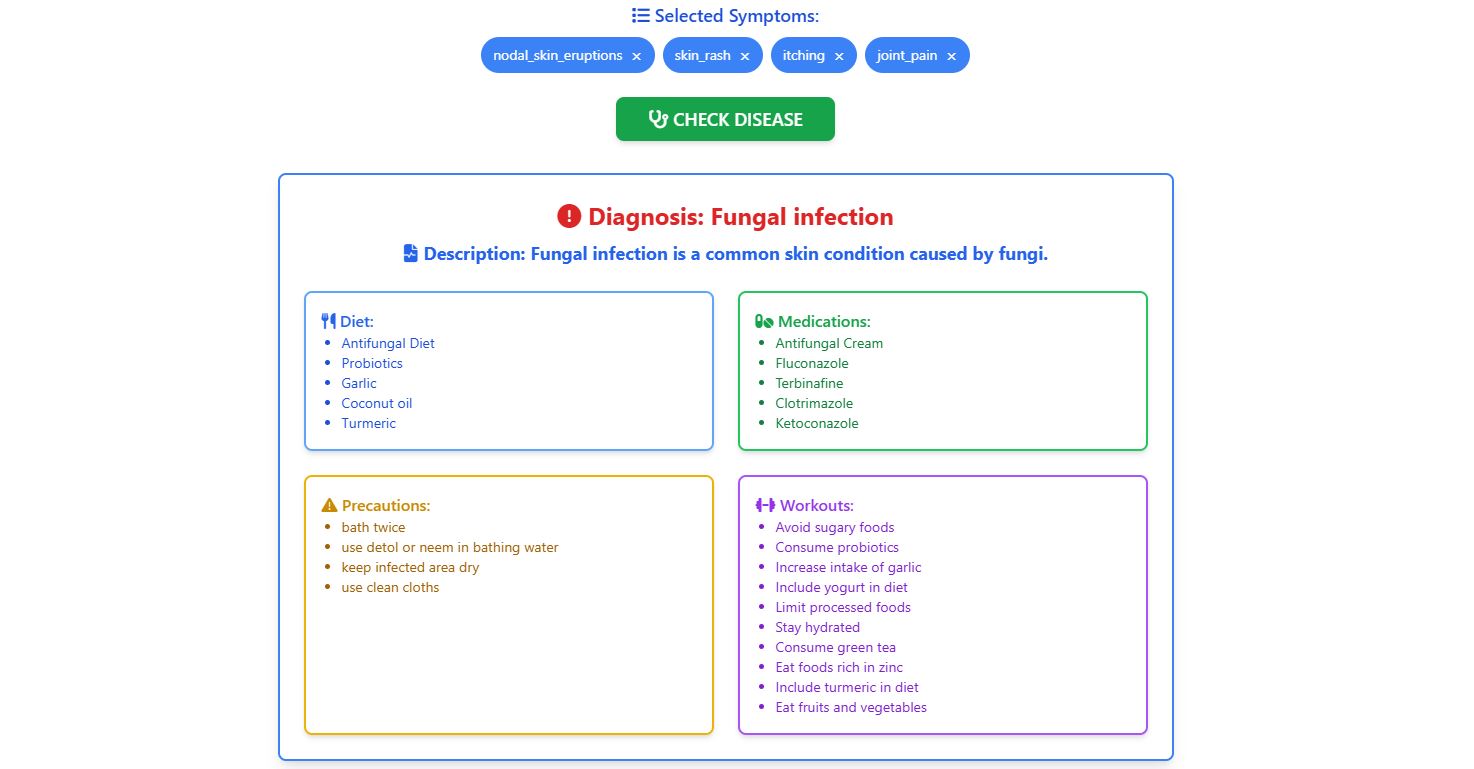 Selected Symptoms:
nodal_skin_eruptions × skin_rash × itching × joint_pain ×
CHECK DISEASE
Diagnosis: Fungal infection
Description: Fungal infection is a common skin condition caused by fungi.
Diet:
Antifungal Diet
Probiotics
Garlic
Coconut oil
Turmeric
Medications:
Antifungal Cream
Fluconazole
Terbinafine
Clotrimazole
Ketoconazole
Precautions:
bath twice
use detol or neem in bathing water
keep infected area dry
use clean cloths
Workouts:
Avoid sugary foods
Consume probiotics
Increase intake of garlic
Include yogurt in diet
Limit processed foods
Stay hydrated
Consume green tea
Eat foods rich in zinc
Include turmeric in diet
Eat fruits and vegetables